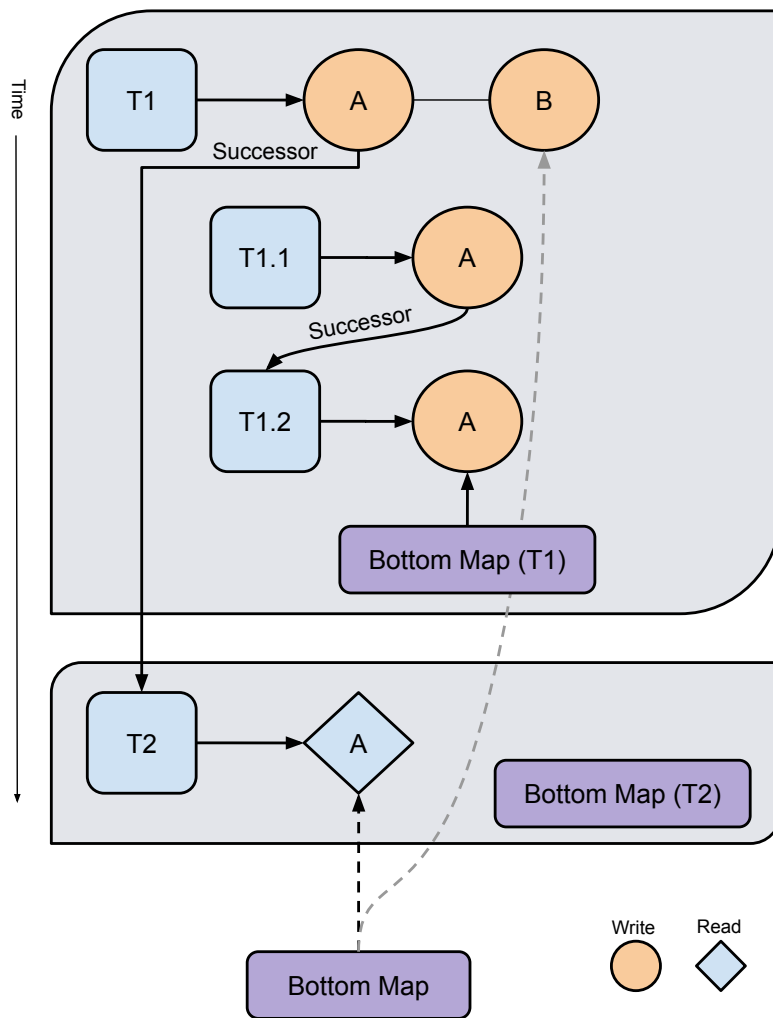 Time
T1
A
B
Successor
T1.1
A
Successor
T1.2
A
Bottom Map (T1)
T2
A
Bottom Map (T2)
Write
Read
Bottom Map